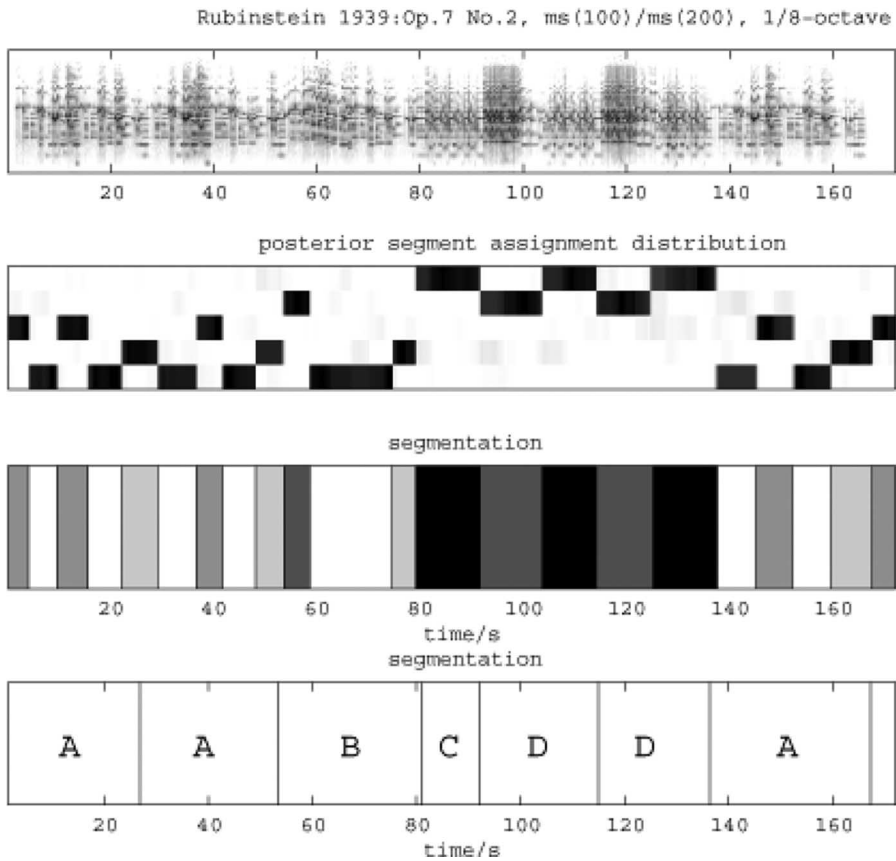 Rubinstein 1939:Op.7 No.2, ms(100)/ms(200), 1/8-octave
20 40 60 80 100 120 140 160
posterior segment assignment distribution
segmentation
20 40 60 80 100 120 140 160
time/s
segmentation
A A B C D D A
20 40 60 80 100 120 140 160
time/s